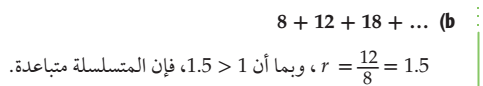 (b 8 + 12 + 18 + …
r = 12/8 = 1.5 ، وبما أن 1 < 1.5، فإن المتسلسلة متباعدة.